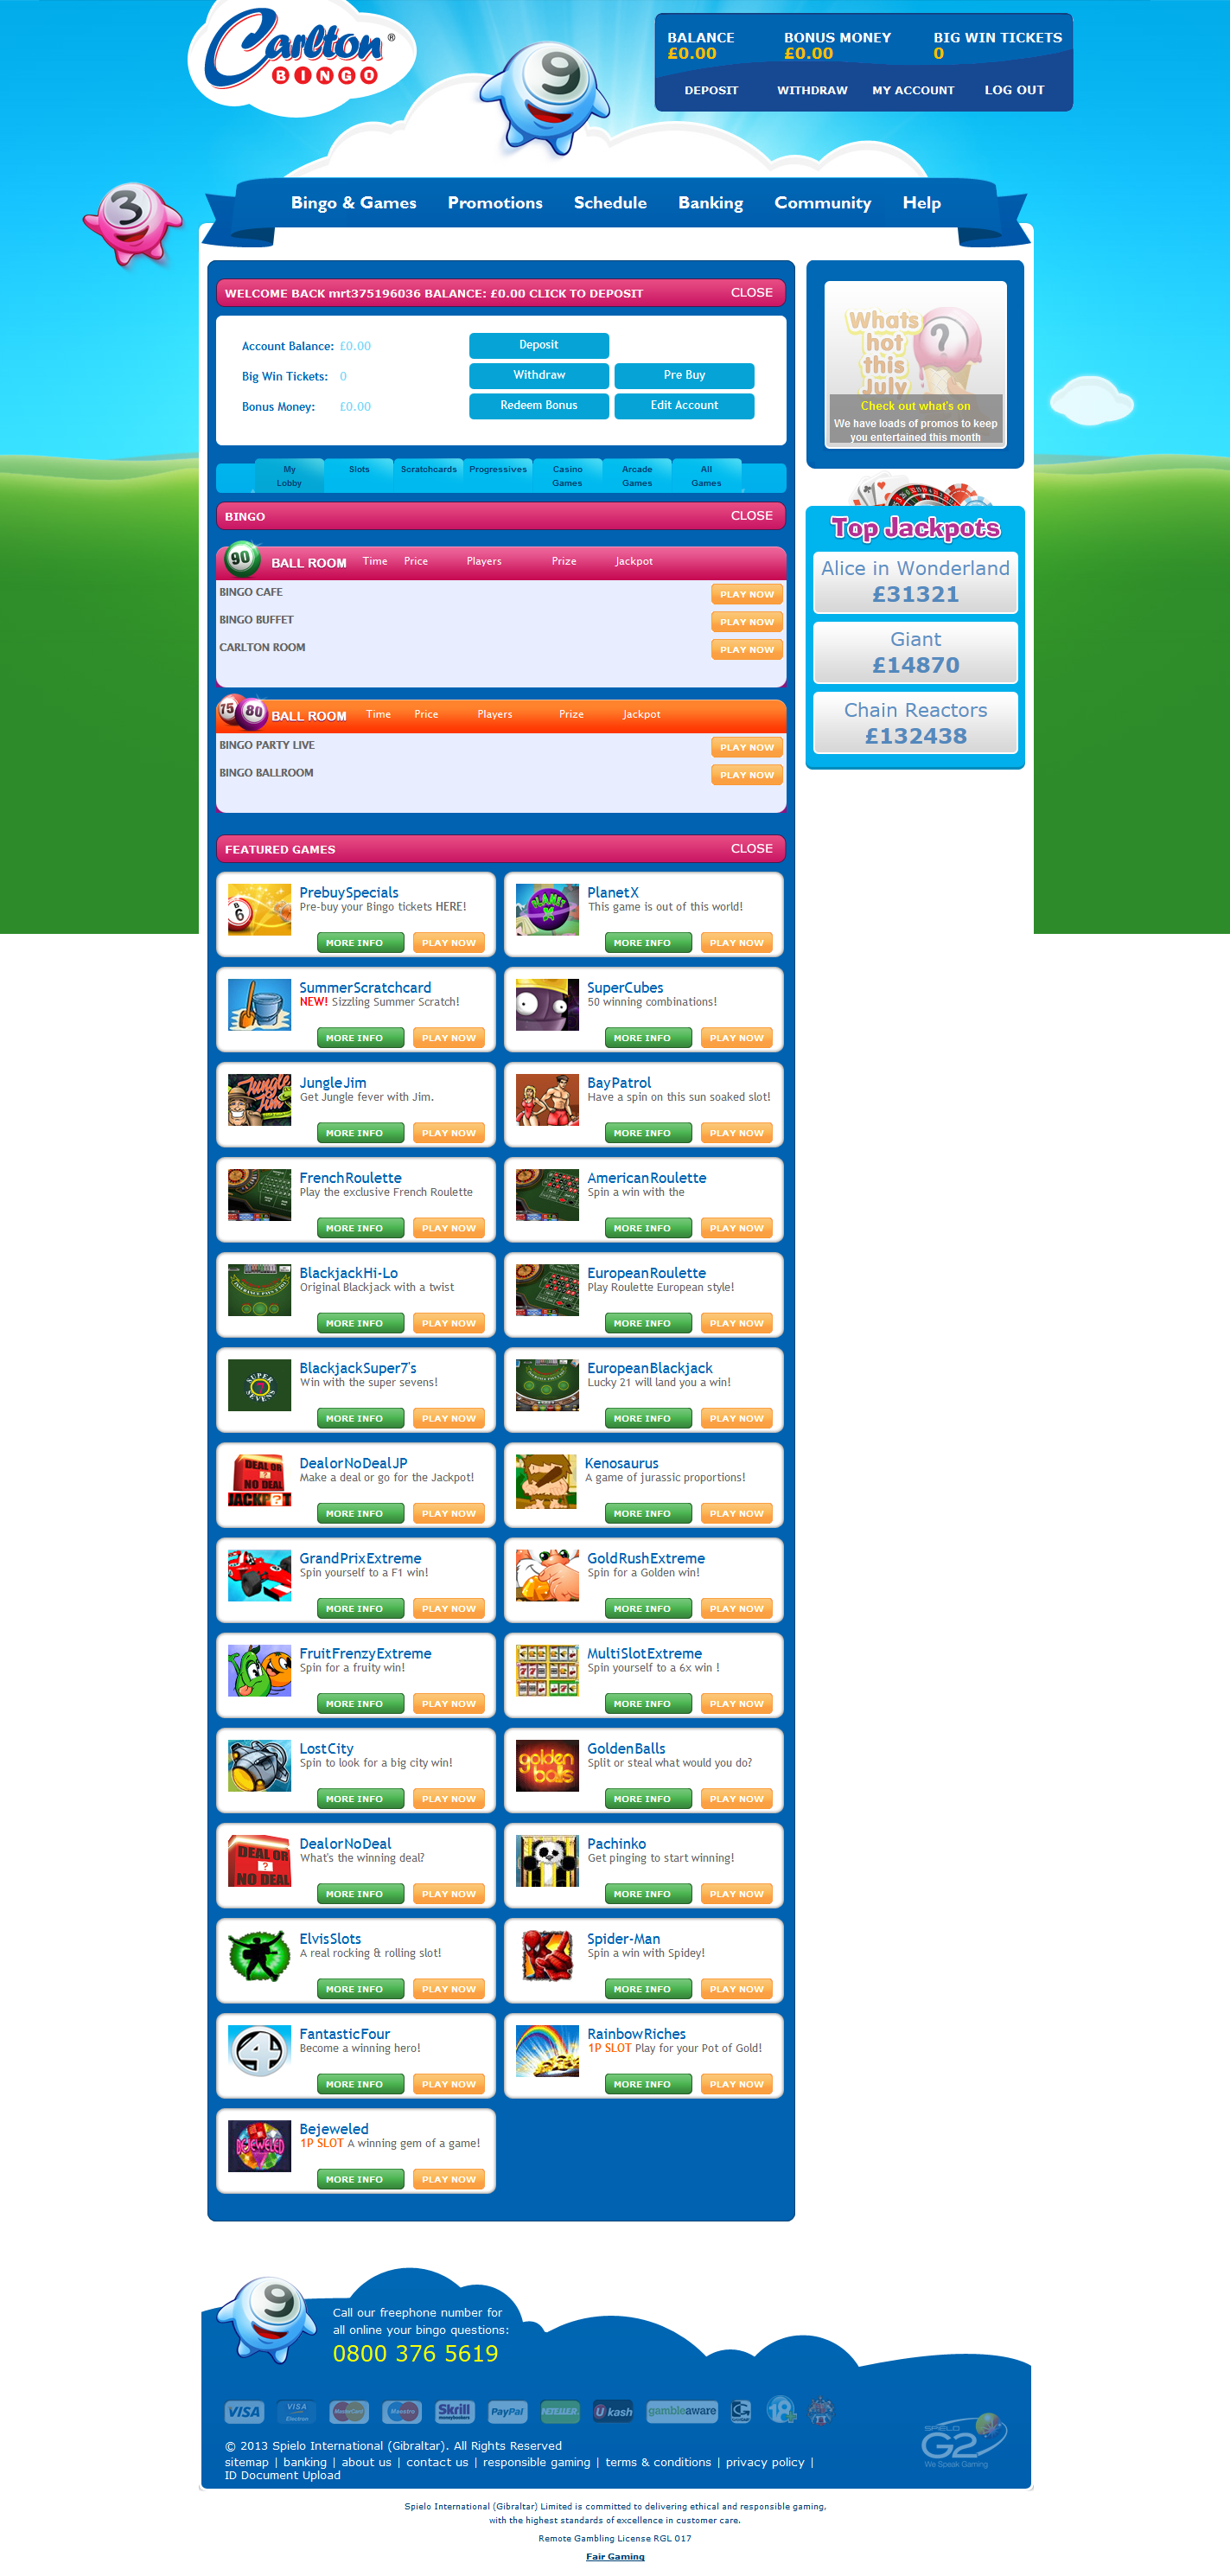 Carlton®
BINGO
9
BALANCE BONUS MONEY BIG WIN TICKETS
£0.00 £0.00 0
DEPOSIT WITHDRAW MY ACCOUNT LOG OUT
3
Bingo & Games Promotions Schedule Banking Community Help
WELCOME BACK mrt375196036 BALANCE: £0.00 CLICK TO DEPOSIT CLOSE
Account Balance: £0.00
Big Win Tickets: 0
Bonus Money: £0.00
Deposit
Withdraw Pre Buy
Redeem Bonus Edit Account
My Lobby
Slots
Scratchcards
Progressives
Casino Games
Arcade Games
All Games
BINGO CLOSE
90 BALL ROOM Time Price Players Prize Jackpot
BINGO CAFE PLAY NOW
BINGO BUFFET PLAY NOW
CARLTON ROOM PLAY NOW
75 80 BALL ROOM Time Price Players Prize Jackpot
BINGO PARTY LIVE PLAY NOW
BINGO BALLROOM PLAY NOW
FEATURED GAMES CLOSE
B
6
PrebuySpecials
Pre-buy your Bingo tickets HERE!
MORE INFO PLAY NOW
PLANET
X
PlanetX
This game is out of this world!
MORE INFO PLAY NOW
SummerScratchcard
NEW! Sizzling Summer Scratch!
MORE INFO PLAY NOW
SuperCubes
50 winning combinations!
MORE INFO PLAY NOW
Jungle
Jim
JungleJim
Get Jungle fever with Jim.
MORE INFO PLAY NOW
BayPatrol
Have a spin on this sun soaked slot!
MORE INFO PLAY NOW
FrenchRoulette
Play the exclusive French Roulette
MORE INFO PLAY NOW
AmericanRoulette
Spin a win with the
MORE INFO PLAY NOW
BlackjackHi-Lo
Original Blackjack with a twist
MORE INFO PLAY NOW
EuropeanRoulette
Play Roulette European style!
MORE INFO PLAY NOW
SUPER
7
SEVENS
BlackjackSuper7's
Win with the super sevens!
MORE INFO PLAY NOW
EuropeanBlackjack
Lucky 21 will land you a win!
MORE INFO PLAY NOW
DEAL OR
?
NO DEAL
JACKPOT
DealorNoDealJP
Make a deal or go for the Jackpot!
MORE INFO PLAY NOW
Kenosaurus
A game of jurassic proportions!
MORE INFO PLAY NOW
GrandPrixExtreme
Spin yourself to a F1 win!
MORE INFO PLAY NOW
GoldRushExtreme
Spin for a Golden win!
MORE INFO PLAY NOW
FruitFrenzyExtreme
Spin for a fruity win!
MORE INFO PLAY NOW
MultiSlotExtreme
Spin yourself to a 6x win !
MORE INFO PLAY NOW
LostCity
Spin to look for a big city win!
MORE INFO PLAY NOW
golden
balls
GoldenBalls
Split or steal what would you do?
MORE INFO PLAY NOW
DEAL OR
?
NO DEAL
DealorNoDeal
What's the winning deal?
MORE INFO PLAY NOW
Pachinko
Get pinging to start winning!
MORE INFO PLAY NOW
ElvisSlots
A real rocking & rolling slot!
MORE INFO PLAY NOW
Spider-Man
Spin a win with Spidey!
MORE INFO PLAY NOW
4
FantasticFour
Become a winning hero!
MORE INFO PLAY NOW
RainbowRiches
1P SLOT Play for your Pot of Gold!
MORE INFO PLAY NOW
BEJEWELED
Bejeweled
1P SLOT A winning gem of a game!
MORE INFO PLAY NOW
Whats
hot
this
July
?
Check out what's on
We have loads of promos to keep
you entertained this month
Top Jackpots
Alice in Wonderland
£31321
Giant
£14870
Chain Reactors
£132438
9
Call our freephone number for
all online your bingo questions:
0800 376 5619
VISA VISA Electron MasterCard Maestro Skrill moneybookers PayPal NETELLER. Ukash gambleaware G 18+
© 2013 Spielo International (Gibraltar). All Rights Reserved
sitemap | banking | about us | contact us | responsible gaming | terms & conditions | privacy policy |
ID Document Upload
SPIELO
G2
We Speak Gaming
Spielo International (Gibraltar) Limited is committed to delivering ethical and responsible gaming,
with the highest standards of excellence in customer care.
Remote Gambling License RGL 017
Fair Gaming